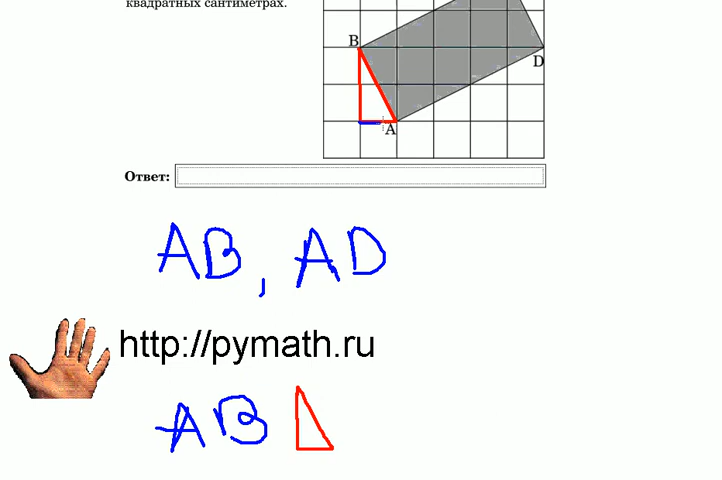 квадратных сантиметрах.
B
D
A
Ответ:
AB, AD
http://pymath.ru
AB